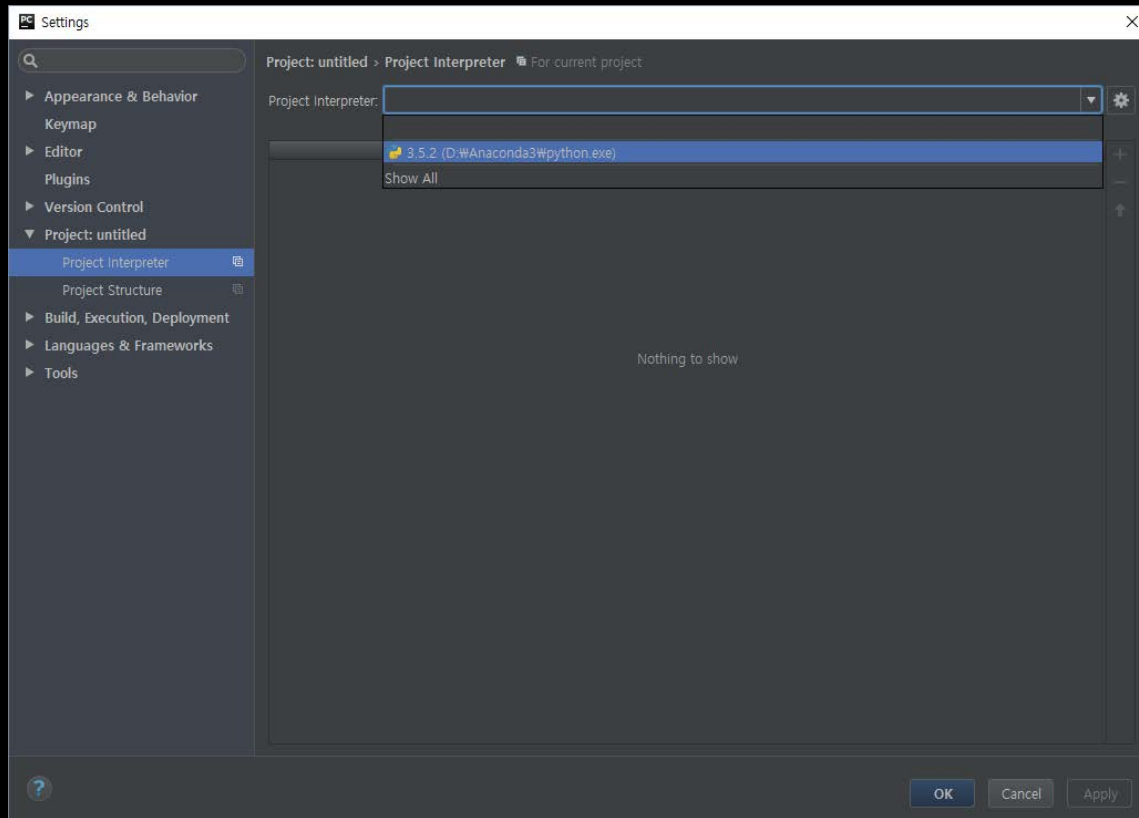 PC Settings
Project: untitled › Project Interpreter For current project
Appearance & Behavior
Keymap
Editor
Plugins
Version Control
Project: untitled
Project Interpreter
Project Structure
Build, Execution, Deployment
Languages & Frameworks
Tools
Project Interpreter:
3.5.2 (D:₩Anaconda3₩python.exe)
Show All
Nothing to show
?
OK Cancel Apply